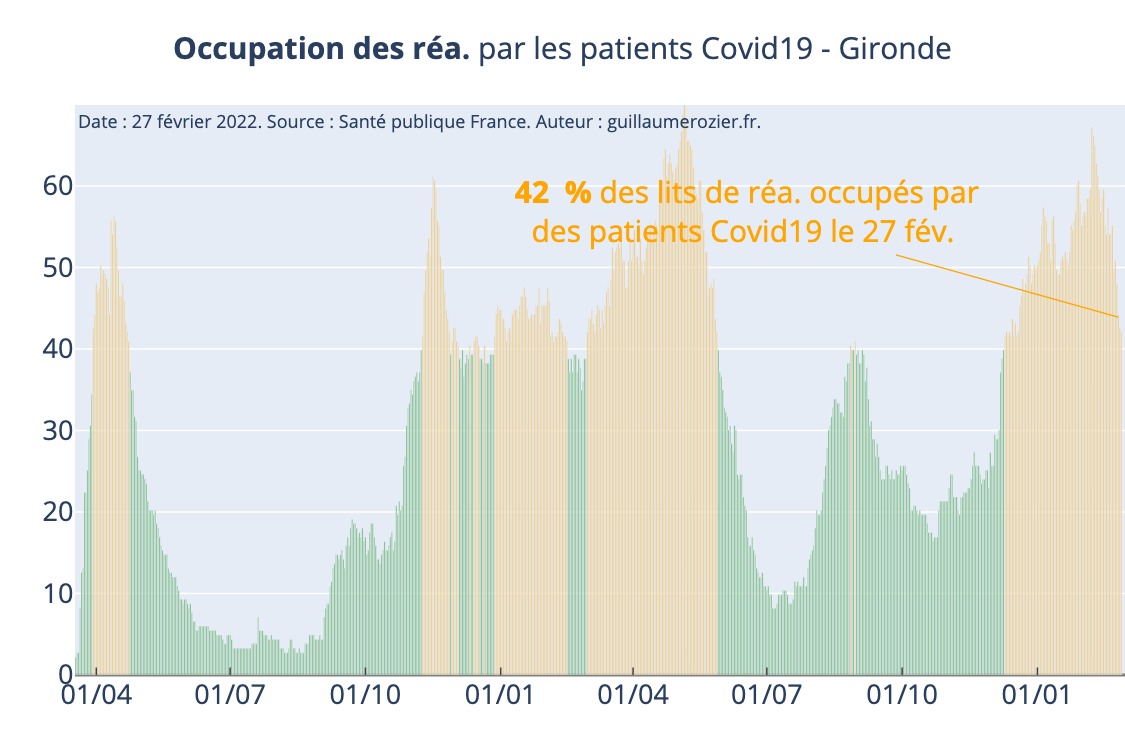 Occupation des réa. par les patients Covid19 - Gironde
Date : 27 février 2022. Source : Santé publique France. Auteur : guillaumerozier.fr.
42 % des lits de réa. occupés par
des patients Covid19 le 27 fév.
60
50
40
30
20
10
0
01/04 01/07 01/10 01/01 01/04 01/07 01/10 01/01